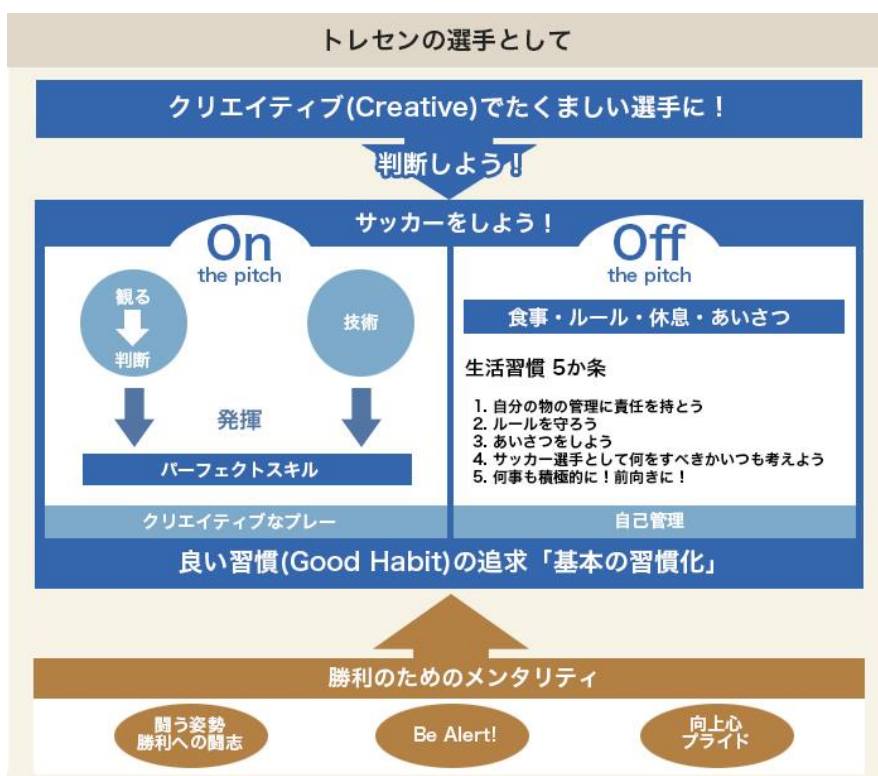 トレセンの選手として
クリエイティブ(Creative)でたくましい選手に！
判断しよう！
サッカーをしよう！
On
the pitch
観る
判断
技術
発揮
パーフェクトスキル
クリエイティブなプレー
Off
the pitch
食事・ルール・休息・あいさつ
生活習慣 5か条
1. 自分の物の管理に責任を持とう
2. ルールを守ろう
3. あいさつをしよう
4. サッカー選手として何をすべきかいつも考えよう
5. 何事も積極的に！前向きに！
自己管理
良い習慣(Good Habit)の追求「基本の習慣化」
勝利のためのメンタリティ
闘う姿勢
勝利への闘志
Be Alert!
向上心
プライド